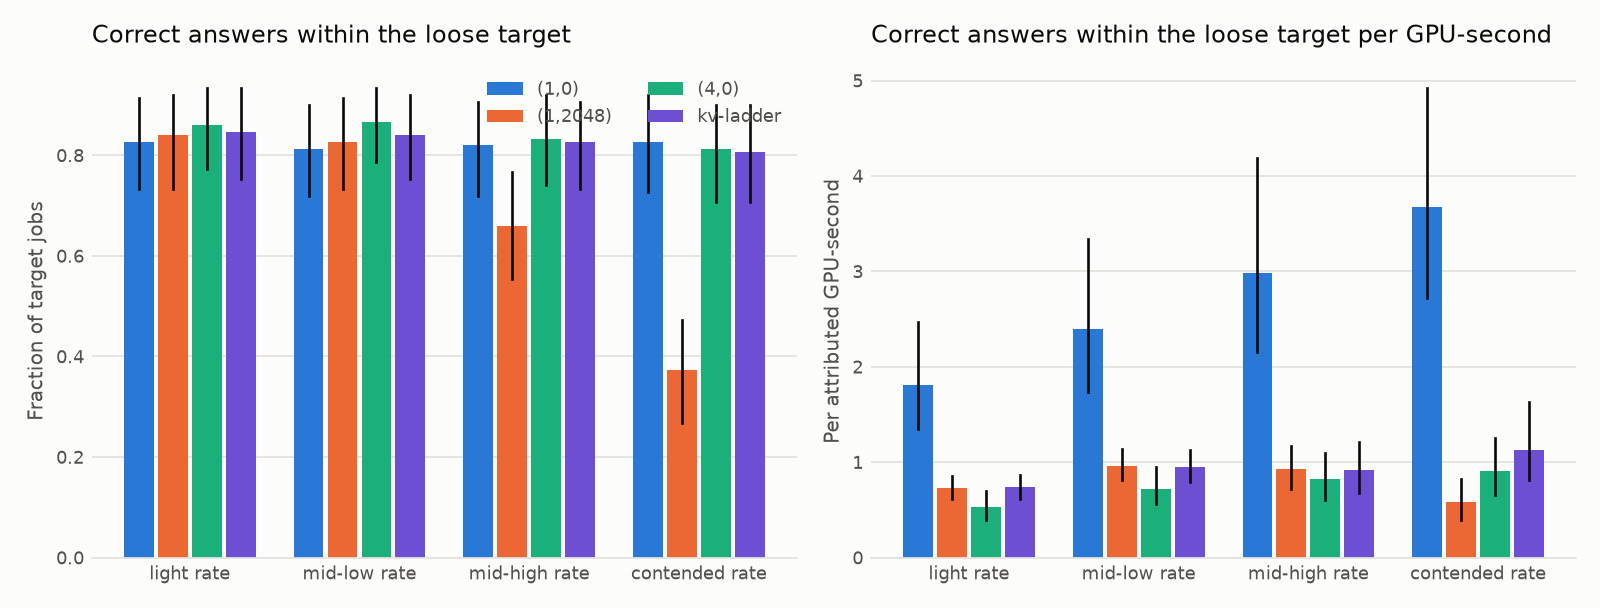 Correct answers within the loose target
Fraction of target jobs
0.8
0.6
0.4
0.2
0.0
(1,0)
(1,2048)
(4,0)
kv-ladder
light rate
mid-low rate
mid-high rate
contended rate
Correct answers within the loose target per GPU-second
Per attributed GPU-second
5
4
3
2
1
0
light rate
mid-low rate
mid-high rate
contended rate